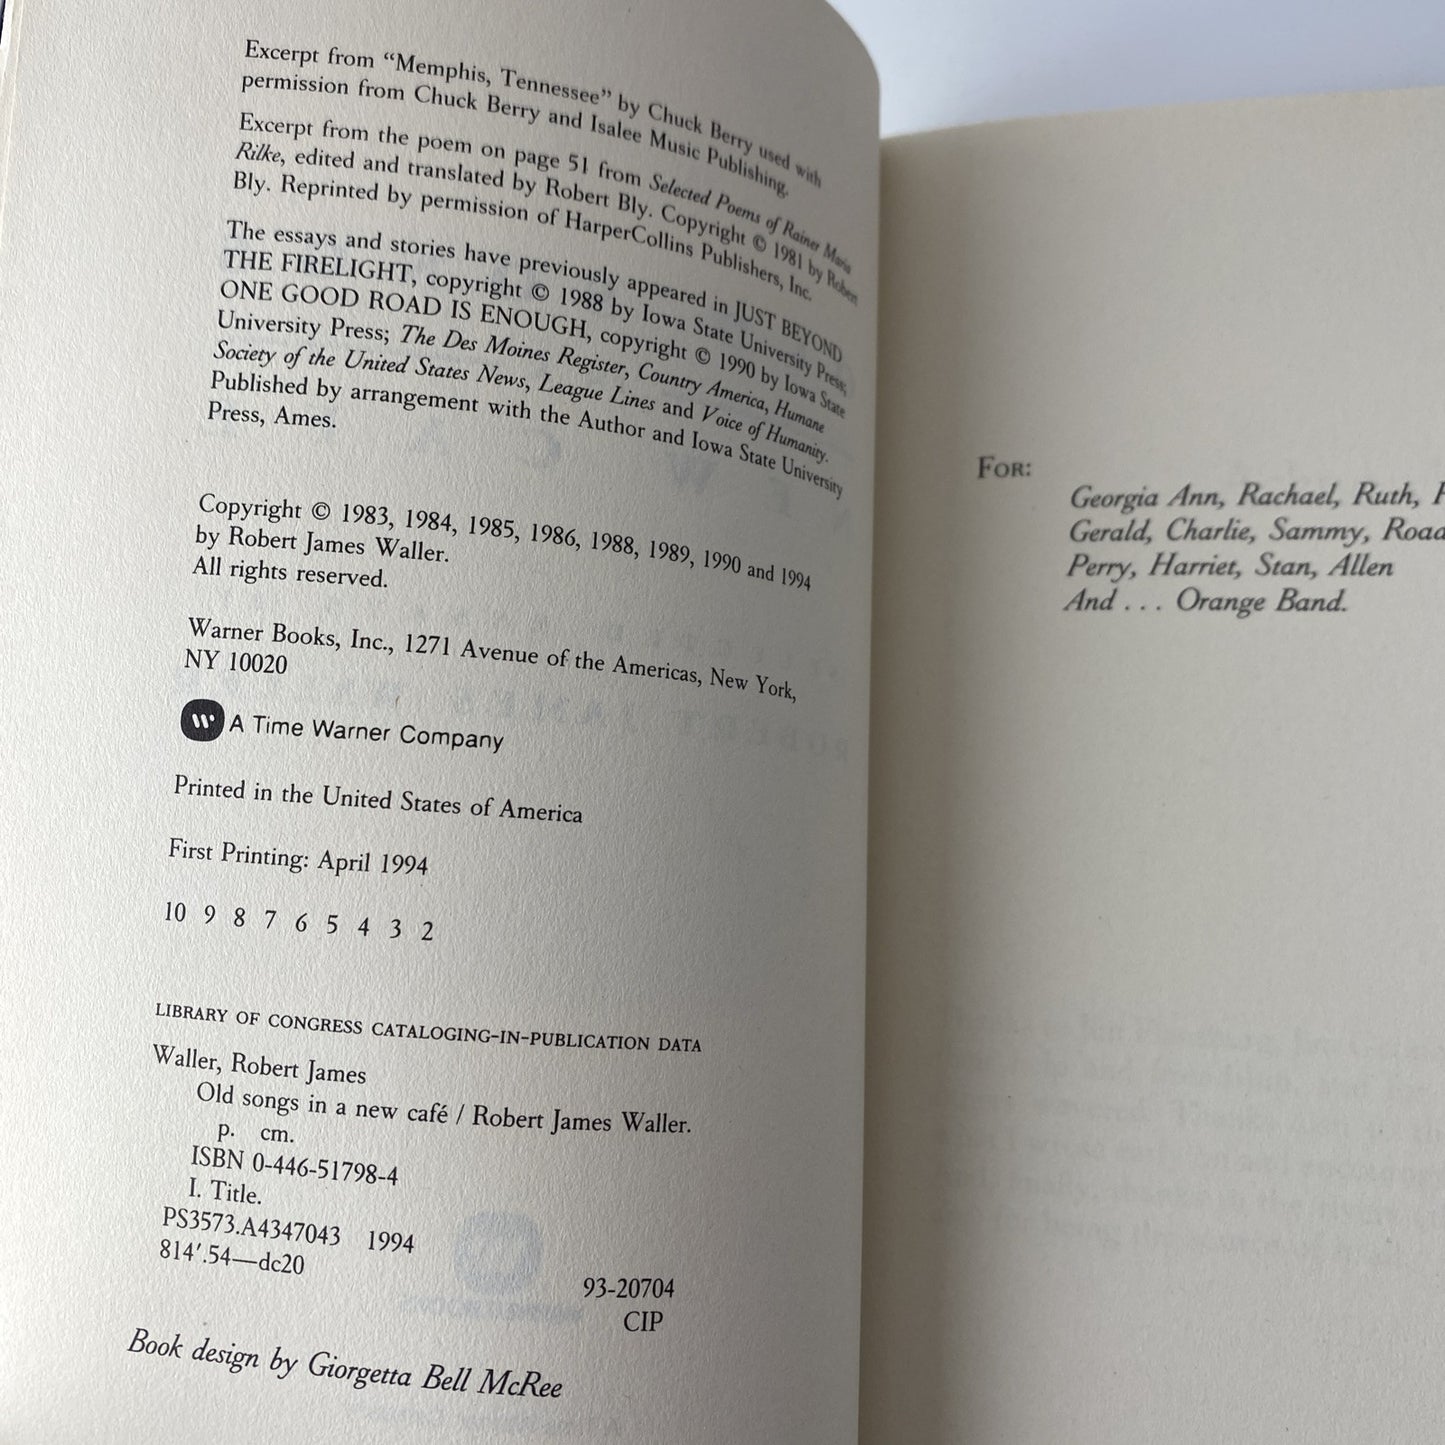 Excerpt from “Memphis, Tennessee” by Chuck Berry used with
permission from Chuck Berry and Isalee Music Publishing.
Excerpt from the poem on page 51 from Selected Poems of Rainer Maria
Rilke, edited and translated by Robert Bly. Copyright © 1981 by Robert
Bly. Reprinted by permission of HarperCollins Publishers, Inc.
The essays and stories have previously appeared in JUST BEYOND
THE FIRELIGHT, copyright © 1988 by Iowa State University Press;
ONE GOOD ROAD IS ENOUGH, copyright © 1990 by Iowa State
University Press; The Des Moines Register, Country America, Humane
Society of the United States News, League Lines and Voice of Humanity.
Published by arrangement with the Author and Iowa State University
Press, Ames.
Copyright © 1983, 1984, 1985, 1986, 1988, 1989, 1990 and 1994
by Robert James Waller.
All rights reserved.
Warner Books, Inc., 1271 Avenue of the Americas, New York,
NY 10020
A Time Warner Company
Printed in the United States of America
First Printing: April 1994
10 9 8 7 6 5 4 3 2
LIBRARY OF CONGRESS CATALOGING-IN-PUBLICATION DATA
Waller, Robert James
Old songs in a new café / Robert James Waller.
p. cm.
ISBN 0-446-51798-4
I. Title.
PS3573.A4347043 1994
814′.54—dc20
93-20704
CIP
Book design by Giorgetta Bell McRee
FOR:
Georgia Ann, Rachael, Ruth,
Gerald, Charlie, Sammy,
Perry, Harriet, Stan, Allen
And . . . Orange Band.